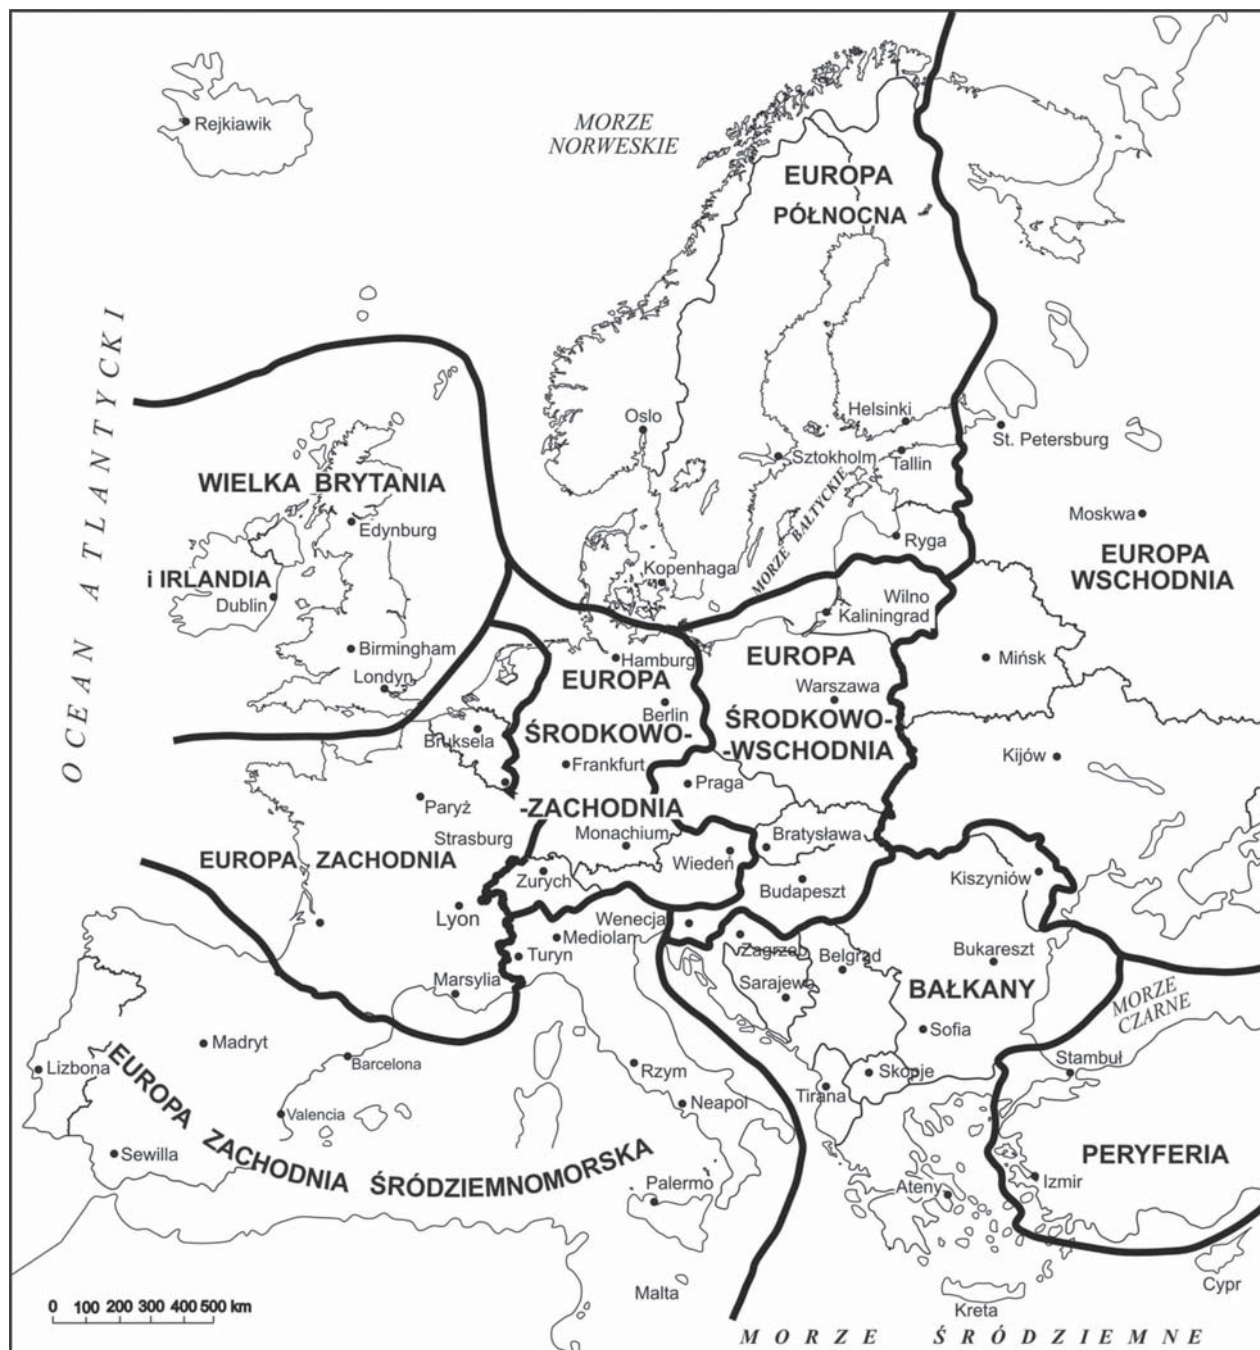 Rejkiawik
MORZE
NORWESKIE
EUROPA
PÓŁNOCNA
OCEAN ATLANTYCKI
Oslo
Helsinki
St. Petersburg
Sztokholm
Tallin
MORZE BAŁTYCKIE
WIELKA BRYTANIA
Edynburg
i IRLANDIA
Dublin
Birmingham
Londyn
Moskwa
EUROPA
WSCHODNIA
Ryga
Kopenhaga
Wilno
Kaliningrad
Mińsk
Hamburg
EUROPA
Berlin
ŚRODKOWO-
Frankfurt
-ZACHODNIA
Monachium
EUROPA
Warszawa
ŚRODKOWO-
-WSCHODNIA
Kijów
Bruksela
Paryż
Strasburg
EUROPA ZACHODNIA
Lyon
Marsylia
Zurych
Praga
Bratysława
Wiedeń
Budapeszt
Kiszyniów
Wenecja
Mediolan
Turyn
Zagrzeb
Belgrad
Sarajewo
Bukareszt
BAŁKANY
Sofia
Skopje
Tirana
MORZE
CZARNE
Stambuł
PERYFERIA
Izmir
Ateny
Madryt
Lizbona
Barcelona
Valencia
Sewilla
EUROPA ZACHODNIA ŚRÓDZIEMNOMORSKA
Rzym
Neapol
Palermo
Malta
Kreta
Cypr
0 100 200 300 400 500 km
MORZE ŚRÓDZIEMNE